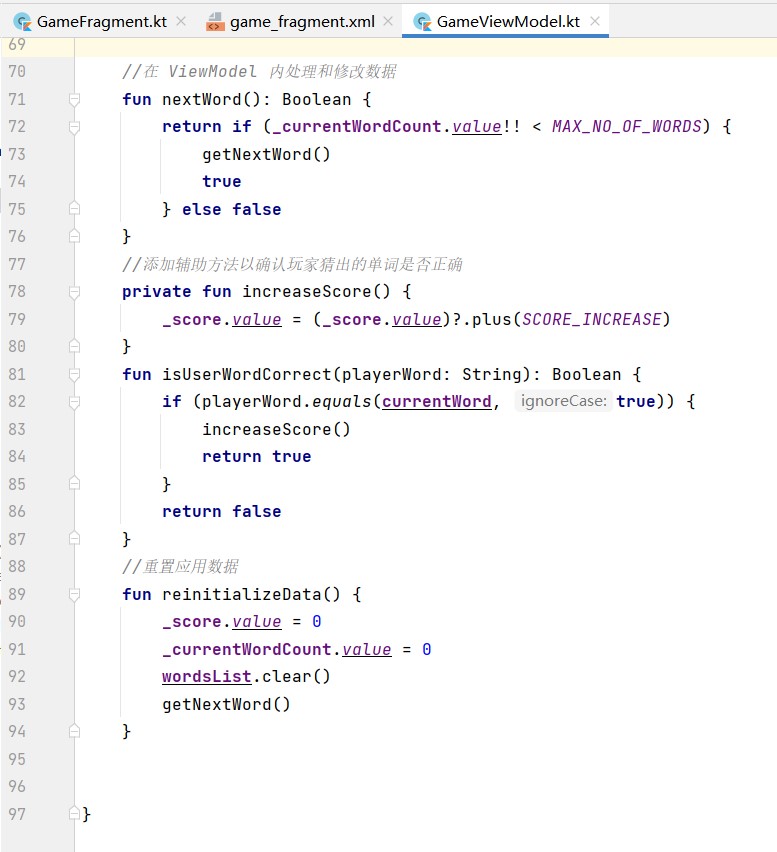 GameFragment.kt × game_fragment.xml × GameViewModel.kt ×
69
70 //在 ViewModel 内处理和修改数据
71 fun nextWord(): Boolean {
72 return if (_currentWordCount.value!! < MAX_NO_OF_WORDS) {
73 getNextWord()
74 true
75 } else false
76 }
77 //添加辅助方法以确认玩家猜出的单词是否正确
78 private fun increaseScore() {
79 _score.value = (_score.value)?.plus(SCORE_INCREASE)
80 }
81 fun isUserWordCorrect(playerWord: String): Boolean {
82 if (playerWord.equals(currentWord, ignoreCase: true)) {
83 increaseScore()
84 return true
85 }
86 return false
87 }
88 //重置应用数据
89 fun reinitializeData() {
90 _score.value = 0
91 _currentWordCount.value = 0
92 wordsList.clear()
93 getNextWord()
94 }
95
96
97 }